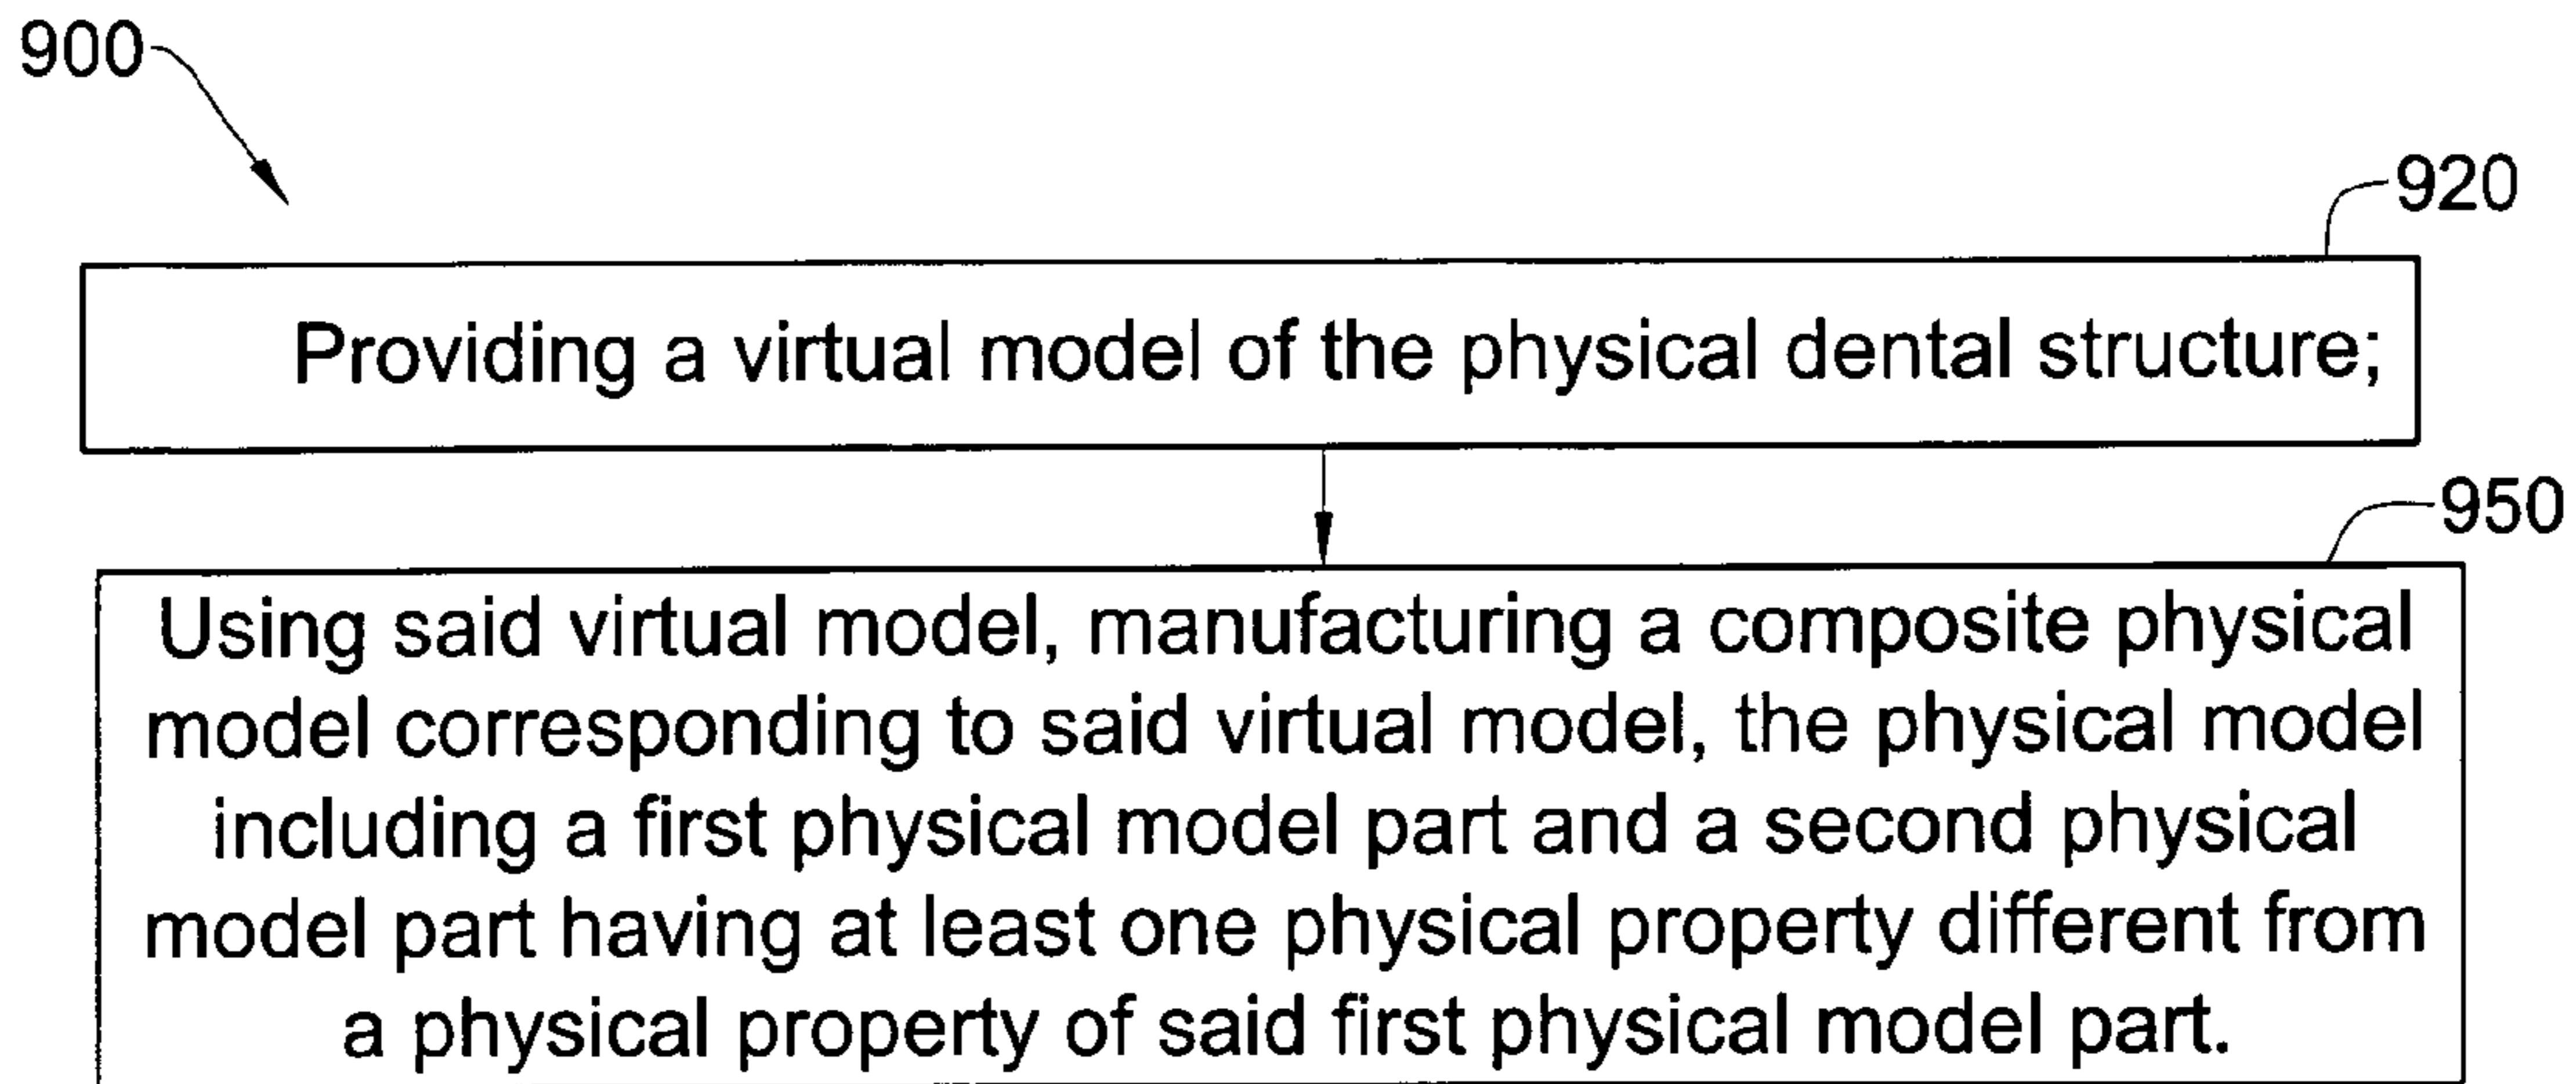 900
920
Providing a virtual model of the physical dental structure;
950
Using said virtual model, manufacturing a composite physical
model corresponding to said virtual model, the physical model
including a first physical model part and a second physical
model part having at least one physical property different from
a physical property of said first physical model part.